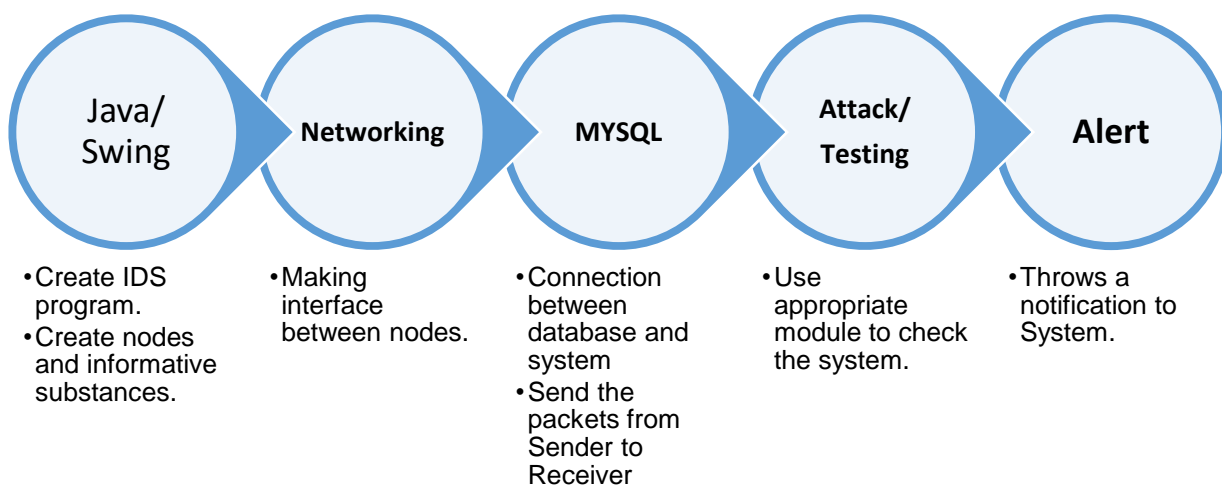 Java/
Swing
Networking
MYSQL
Attack/
Testing
Alert
•Create IDS
program.
•Create nodes
and informative
substances.
•Making
interface
between nodes.
•Connection
between
database and
system
•Send the
packets from
Sender to
Receiver
•Use
appropriate
module to check
the system.
•Throws a
notification to
System.